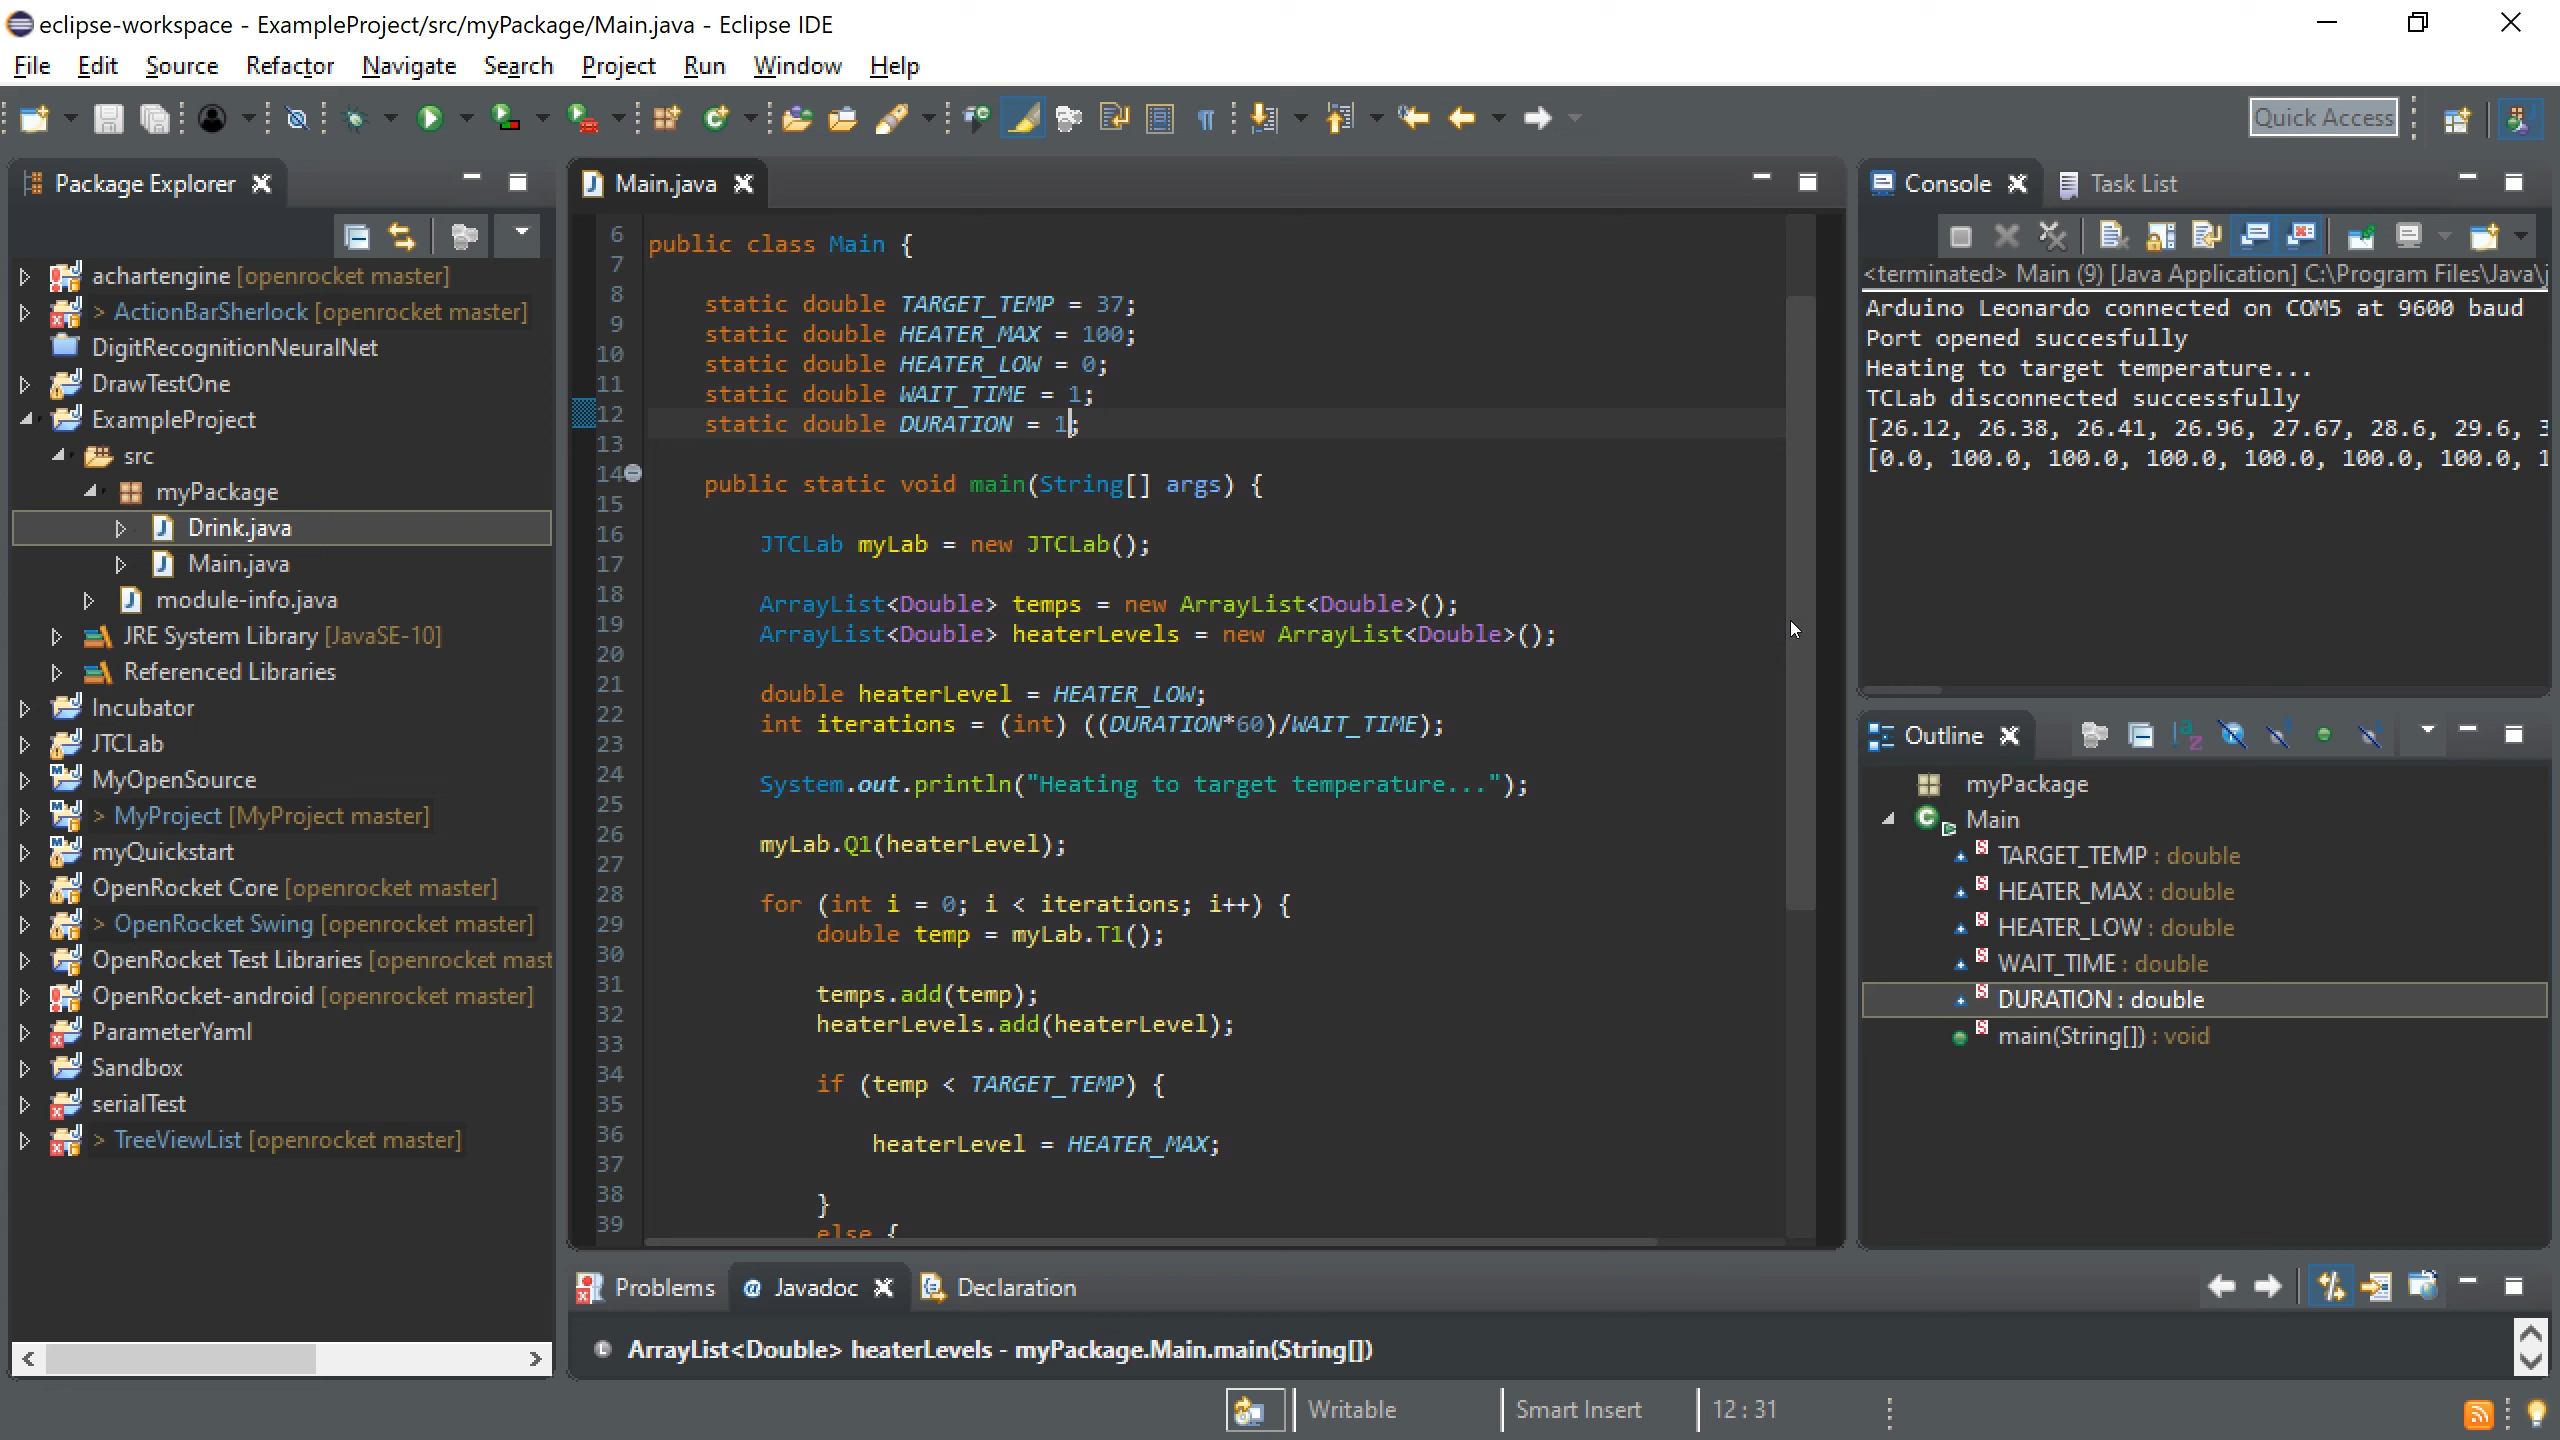 eclipse-workspace - ExampleProject/src/myPackage/Main.java - Eclipse IDE
File Edit Source Refactor Navigate Search Project Run Window Help
Quick Access
Package Explorer
achartengine [openrocket master]
> ActionBarSherlock [openrocket master]
DigitRecognitionNeuralNet
DrawTestOne
ExampleProject
src
myPackage
Drink.java
Main.java
module-info.java
JRE System Library [JavaSE-10]
Referenced Libraries
Incubator
JTCLab
MyOpenSource
> MyProject [MyProject master]
myQuickstart
OpenRocket Core [openrocket master]
> OpenRocket Swing [openrocket master]
OpenRocket Test Libraries [openrocket mast
OpenRocket-android [openrocket master]
ParameterYaml
Sandbox
serialTest
> TreeViewList [openrocket master]
Main.java
6 public class Main {
7
8 static double TARGET_TEMP = 37;
9 static double HEATER_MAX = 100;
10 static double HEATER_LOW = 0;
11 static double WAIT_TIME = 1;
12 static double DURATION = 1;
13
14 public static void main(String[] args) {
15
16 JTCLab myLab = new JTCLab();
17
18 ArrayList<Double> temps = new ArrayList<Double>();
19 ArrayList<Double> heaterLevels = new ArrayList<Double>();
20
21 double heaterLevel = HEATER_LOW;
22 int iterations = (int) ((DURATION*60)/WAIT_TIME);
23
24 System.out.println("Heating to target temperature...");
25
26 myLab.Q1(heaterLevel);
27
28 for (int i = 0; i < iterations; i++) {
29 double temp = myLab.T1();
30
31 temps.add(temp);
32 heaterLevels.add(heaterLevel);
33
34 if (temp < TARGET_TEMP) {
35
36 heaterLevel = HEATER_MAX;
37
38 }
39 else {
Console Task List
<terminated> Main (9) [Java Application] C:\Program Files\Java\j
Arduino Leonardo connected on COM5 at 9600 baud
Port opened succesfully
Heating to target temperature...
TCLab disconnected successfully
[26.12, 26.38, 26.41, 26.96, 27.67, 28.6, 29.6, 3
[0.0, 100.0, 100.0, 100.0, 100.0, 100.0, 100.0, 1
Outline
myPackage
Main
TARGET_TEMP : double
HEATER_MAX : double
HEATER_LOW : double
WAIT_TIME : double
DURATION : double
main(String[]) : void
Problems Javadoc Declaration
ArrayList<Double> heaterLevels - myPackage.Main.main(String[])
Writable Smart Insert 12 : 31